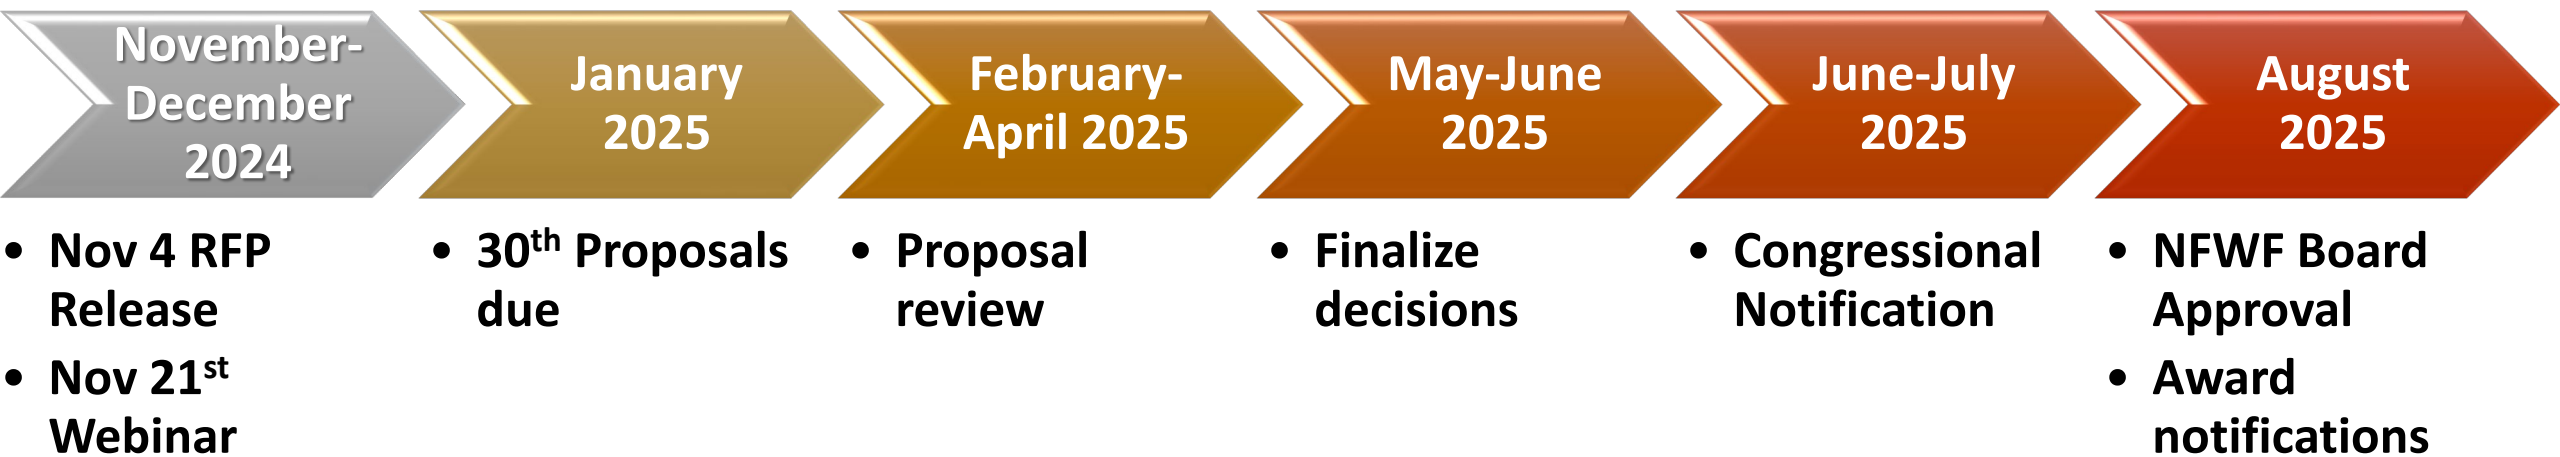 November-
December
2024
January
2025
February-
April 2025
May-June
2025
June-July
2025
August
2025
• Nov 4 RFP
Release
• Nov 21st
Webinar
• 30th Proposals
due
• Proposal
review
• Finalize
decisions
• Congressional
Notification
• NFWF Board
Approval
• Award
notifications